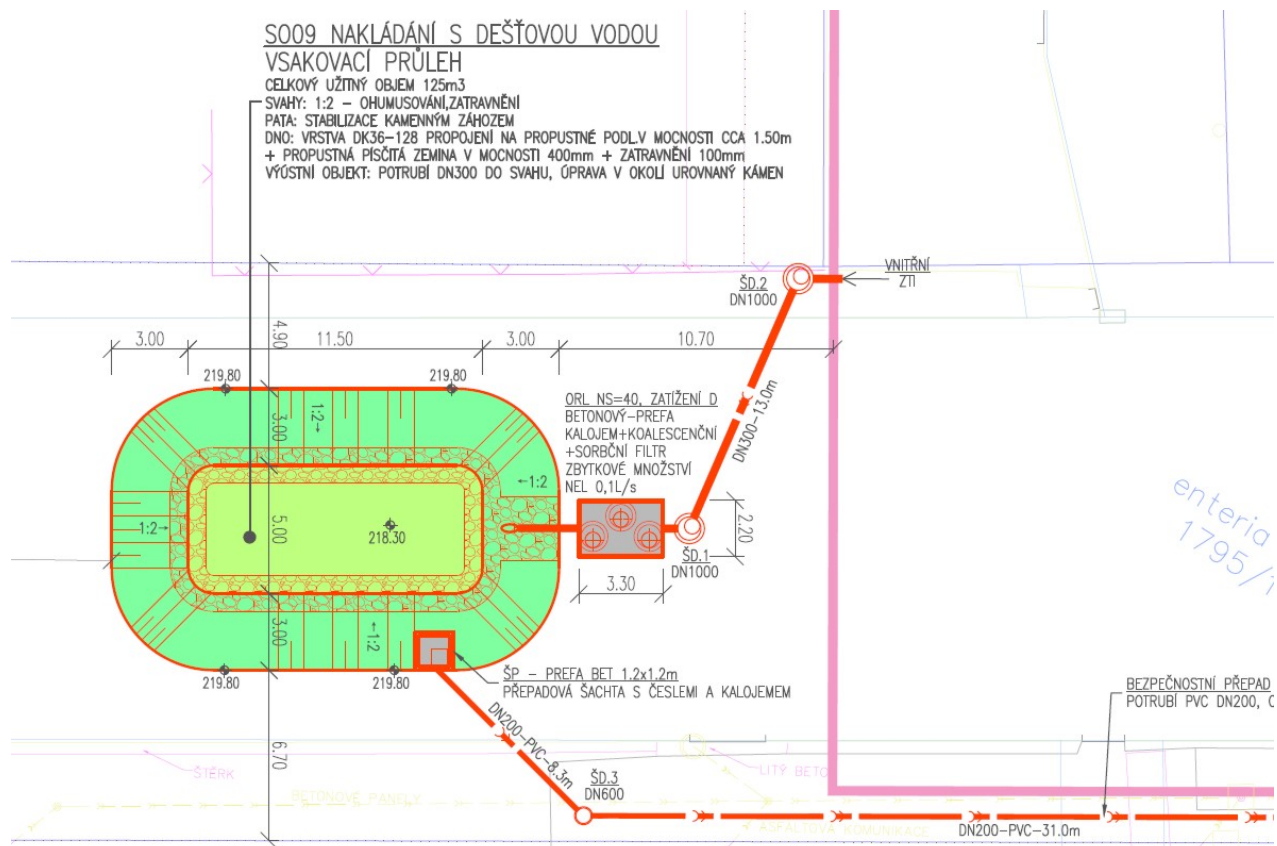 SO09 NAKLÁDÁNÍ S DEŠŤOVOU VODOU
VSAKOVACÍ PRŮLEH
CELKOVÝ UŽITNÝ OBJEM 125m3
SVAHY: 1:2 – OHUMUSOVÁNÍ,ZATRAVNĚNÍ
PATA: STABILIZACE KAMENNÝM ZÁHOZEM
DNO: VRSTVA DK36-128 PROPOJENÍ NA PROPUSTNÉ PODL.V MOCNOSTI CCA 1.50m
+ PROPUSTNÁ PÍSČITÁ ZEMINA V MOCNOSTI 400mm + ZATRAVNĚNÍ 100mm
VÝÚSTNÍ OBJEKT: POTRUBÍ DN300 DO SVAHU, ÚPRAVA V OKOLÍ UROVNANÝ KÁMEN
VNITŘNÍ
ZTI
ŠD.2
DN1000
4.90
3.00
11.50
3.00
10.70
219.80
219.80
ORL NS=40, ZATÍŽENÍ D
BETONOVÝ-PREFA
KALOJEM+KOALESCENČNÍ
+SORBČNÍ FILTR
ZBYTKOVÉ MNOŽSTVÍ
NEL 0,1L/s
DN300-13.0m
3.00
1:2→
←1:2
1:2→
5.00
218.30
2.20
ŠD.1
DN1000
3.30
enteria
1795/1
3.00
←1:2
219.80
219.80
ŠP – PREFA BET 1.2x1.2m
PŘEPADOVÁ ŠACHTA S ČESLEMI A KALOJEMEM
BEZPEČNOSTNÍ PŘEPAD
POTRUBÍ PVC DN200,
DN200-PVC-8.3m
6.70
ŠTĚRK
LITÝ BETO
ŠD.3
DN600
BETONOVÉ PANELY
ASFALTOVÁ KOMUNIKACE
DN200-PVC-31.0m